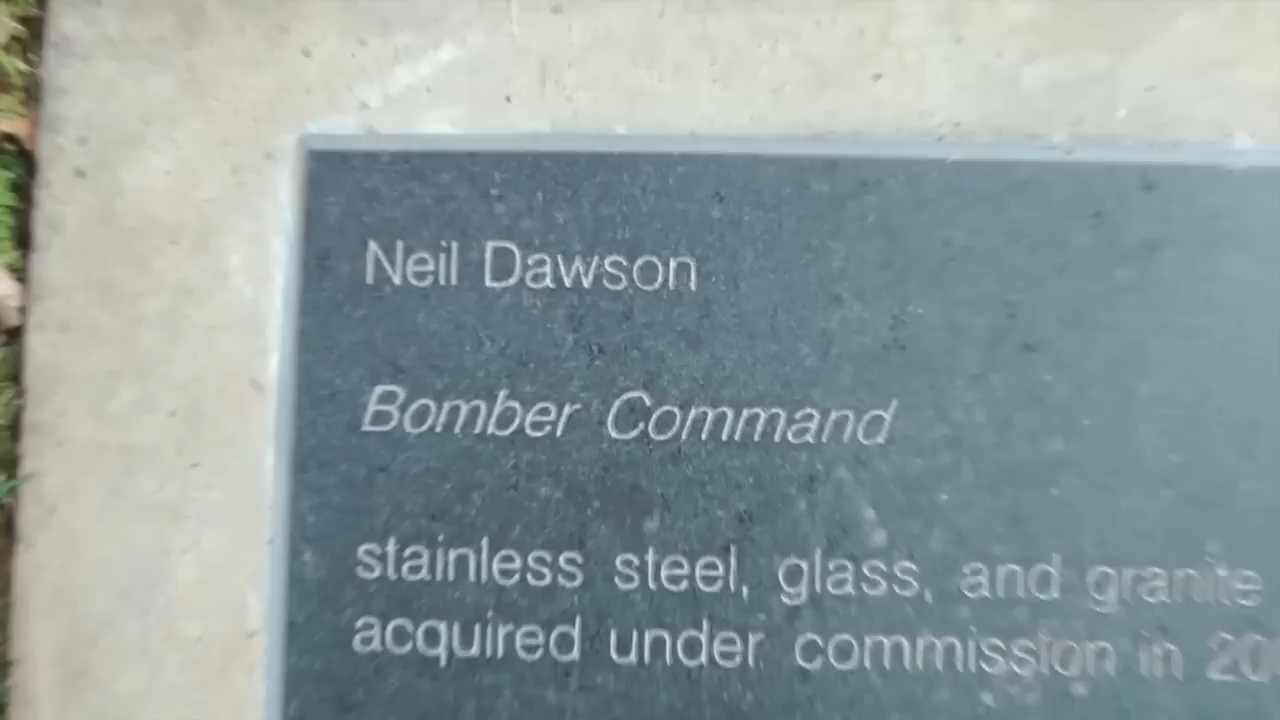 Neil Dawson
Bomber Command
stainless steel, glass, and granite
acquired under commission in